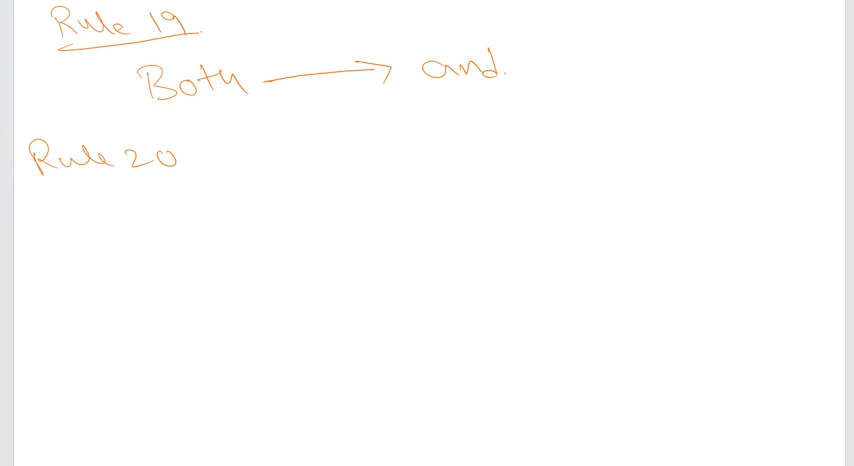 Rule 19.
Both → and.
Rule 20